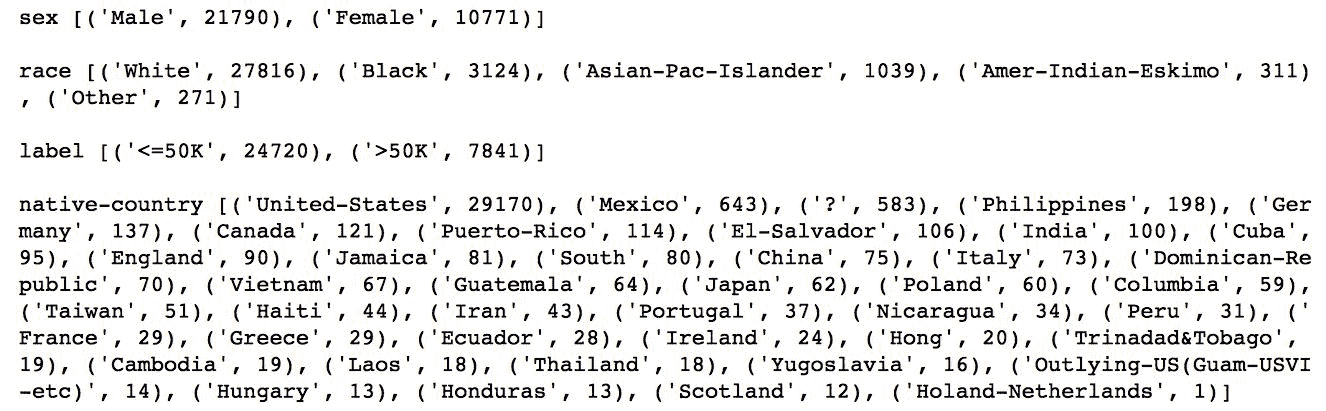 sex [('Male', 21790), ('Female', 10771)]
race [('White', 27816), ('Black', 3124), ('Asian-Pac-Islander', 1039), ('Amer-Indian-Eskimo', 311)
, ('Other', 271)]
label [('<=50K', 24720), ('>50K', 7841)]
native-country [('United-States', 29170), ('Mexico', 643), ('?', 583), ('Philippines', 198), ('Ger
many', 137), ('Canada', 121), ('Puerto-Rico', 114), ('El-Salvador', 106), ('India', 100), ('Cuba',
95), ('England', 90), ('Jamaica', 81), ('South', 80), ('China', 75), ('Italy', 73), ('Dominican-Re
public', 70), ('Vietnam', 67), ('Guatemala', 64), ('Japan', 62), ('Poland', 60), ('Columbia', 59),
('Taiwan', 51), ('Haiti', 44), ('Iran', 43), ('Portugal', 37), ('Nicaragua', 34), ('Peru', 31), ('
France', 29), ('Greece', 29), ('Ecuador', 28), ('Ireland', 24), ('Hong', 20), ('Trinadad&Tobago',
19), ('Cambodia', 19), ('Laos', 18), ('Thailand', 18), ('Yugoslavia', 16), ('Outlying-US(Guam-USVI
-etc)', 14), ('Hungary', 13), ('Honduras', 13), ('Scotland', 12), ('Holand-Netherlands', 1)]